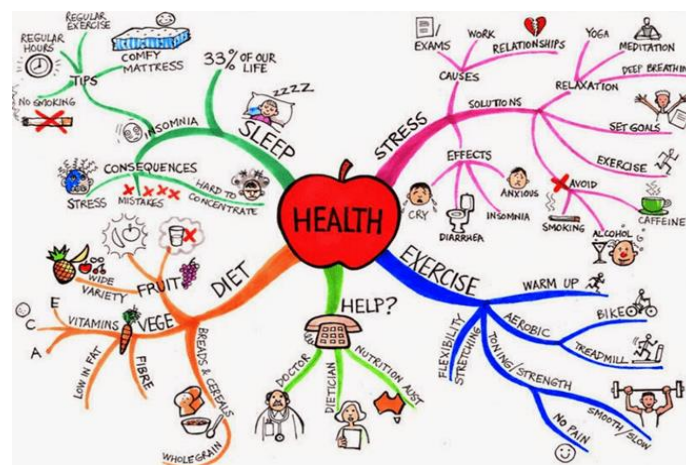 HEALTH
SLEEP
33% OF OUR
LIFE
ZZZZ
INSOMNIA
TIPS
REGULAR
EXERCISE
REGULAR
HOURS
COMFY
MATTRESS
NO SMOKING
CONSEQUENCES
STRESS
MISTAKES
HARD TO
CONCENTRATE
STRESS
CAUSES
EXAMS
WORK
RELATIONSHIPS
SOLUTIONS
RELAXATION
YOGA
MEDITATION
DEEP BREATHIN
SET GOALS
EXERCISE
AVOID
SMOKING
ALCOHOL
CAFFEINE
EFFECTS
CRY
DIARRHEA
INSOMNIA
ANXIOUS
EXERCISE
WARM UP
AEROBIC
BIKE
TREADMILL
TONING/STRENGTH
SMOOTH/SLOW
NO PAIN
FLEXIBILITY
STRETCHING
HELP?
DOCTOR
DIETICIAN
NUTRITION AUST
DIET
FRUIT
WIDE
VARIETY
VEGE
VITAMINS
E
C
A
LOW IN FAT
FIBRE
BREADS & CEREALS
WHOLEGRAIN